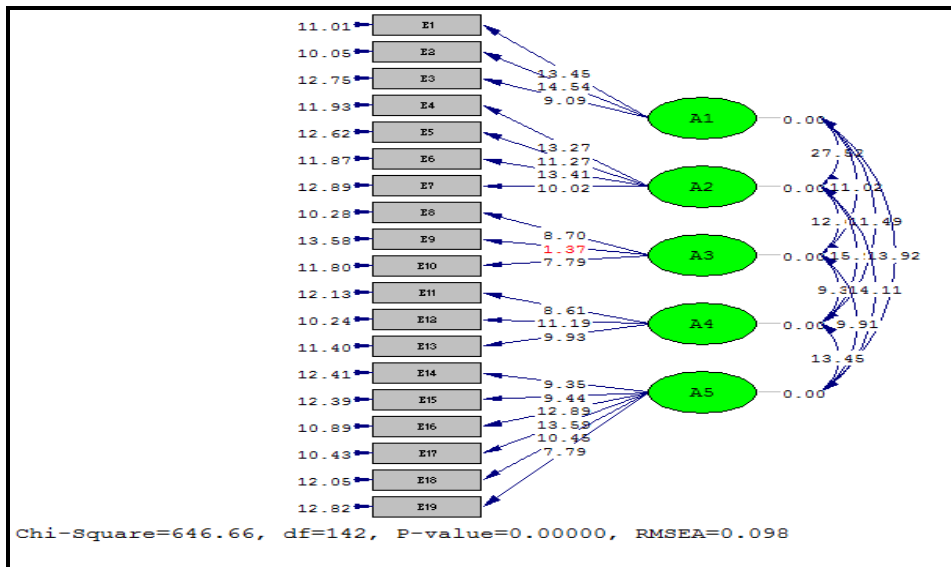 11.01 E1
10.05 E2
12.75 E3
11.93 E4
12.62 E5
11.87 E6
12.89 E7
10.28 E8
13.58 E9
11.80 E10
12.13 E11
10.24 E12
11.40 E13
12.41 E14
12.39 E15
10.89 E16
10.43 E17
12.05 E18
12.82 E19
13.45
14.54
9.09
13.27
11.27
13.41
10.02
8.70
1.37
7.79
8.61
11.19
9.93
9.35
9.44
12.89
13.59
10.45
7.79
A1 0.00
A2 0.00
A3 0.00
A4 0.00
A5 0.00
11.02
11.49
13.92
14.11
9.91
13.45
Chi-Square=646.66, df=142, P-value=0.00000, RMSEA=0.098